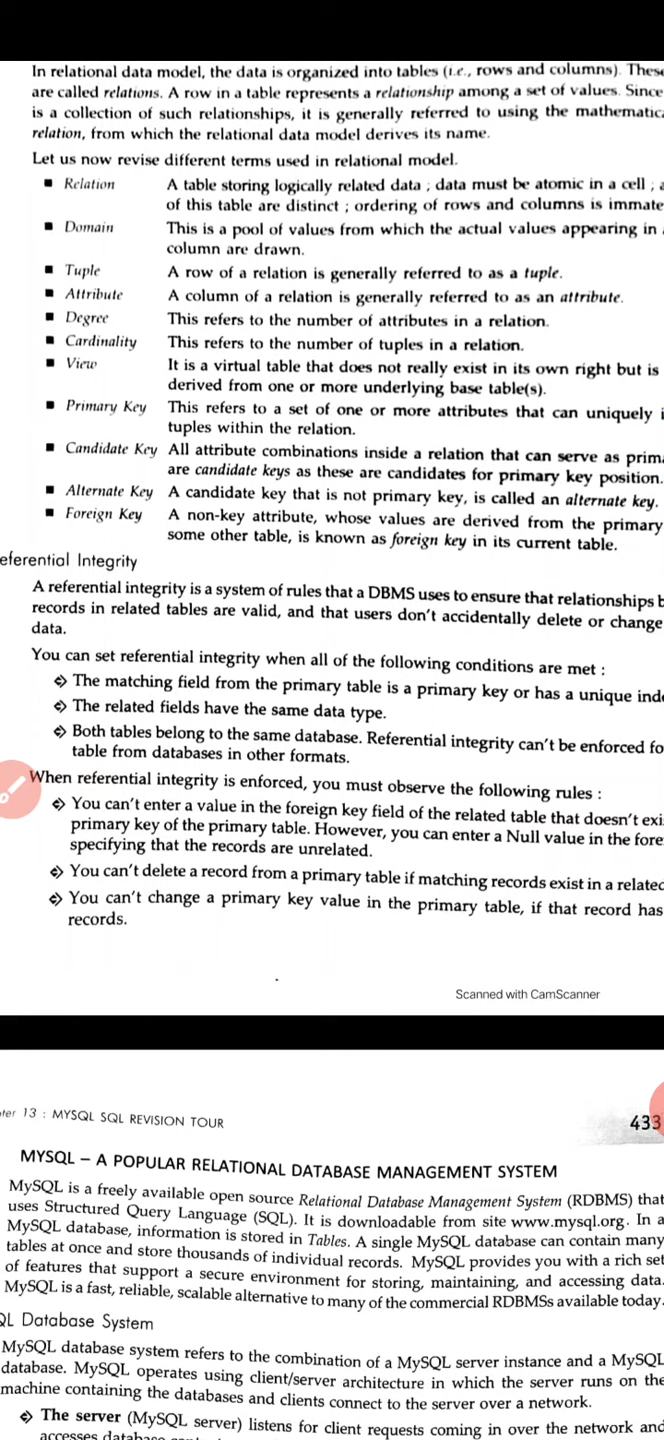 In relational data model, the data is organized into tables (i.e., rows and columns). These
are called relations. A row in a table represents a relationship among a set of values. Since
is a collection of such relationships, it is generally referred to using the mathematic
relation, from which the relational data model derives its name.
Let us now revise different terms used in relational model.
■ Relation A table storing logically related data ; data must be atomic in a cell ;
of this table are distinct ; ordering of rows and columns is immate
■ Domain This is a pool of values from which the actual values appearing in
column are drawn.
■ Tuple A row of a relation is generally referred to as a tuple.
■ Attribute A column of a relation is generally referred to as an attribute.
■ Degree This refers to the number of attributes in a relation.
■ Cardinality This refers to the number of tuples in a relation.
■ View It is a virtual table that does not really exist in its own right but is
derived from one or more underlying base table(s).
■ Primary Key This refers to a set of one or more attributes that can uniquely i
tuples within the relation.
■ Candidate Key All attribute combinations inside a relation that can serve as prim
are candidate keys as these are candidates for primary key position.
■ Alternate Key A candidate key that is not primary key, is called an alternate key.
■ Foreign Key A non-key attribute, whose values are derived from the primary
some other table, is known as foreign key in its current table.
eferential Integrity
A referential integrity is a system of rules that a DBMS uses to ensure that relationships b
records in related tables are valid, and that users don't accidentally delete or change
data.
You can set referential integrity when all of the following conditions are met :
The matching field from the primary table is a primary key or has a unique inde
The related fields have the same data type.
Both tables belong to the same database. Referential integrity can't be enforced fo
table from databases in other formats.
When referential integrity is enforced, you must observe the following rules :
You can't enter a value in the foreign key field of the related table that doesn't exi
primary key of the primary table. However, you can enter a Null value in the fore
specifying that the records are unrelated.
You can't delete a record from a primary table if matching records exist in a related
You can't change a primary key value in the primary table, if that record has
records.
Scanned with CamScanner
ter 13 : MYSQL SQL REVISION TOUR 433
MYSQL – A POPULAR RELATIONAL DATABASE MANAGEMENT SYSTEM
MySQL is a freely available open source Relational Database Management System (RDBMS) that
uses Structured Query Language (SQL). It is downloadable from site www.mysql.org. In a
MySQL database, information is stored in Tables. A single MySQL database can contain many
tables at once and store thousands of individual records. MySQL provides you with a rich set
of features that support a secure environment for storing, maintaining, and accessing data.
MySQL is a fast, reliable, scalable alternative to many of the commercial RDBMSs available today.
QL Database System
MySQL database system refers to the combination of a MySQL server instance and a MySQL
database. MySQL operates using client/server architecture in which the server runs on the
machine containing the databases and clients connect to the server over a network.
The server (MySQL server) listens for client requests coming in over the network and
accesses